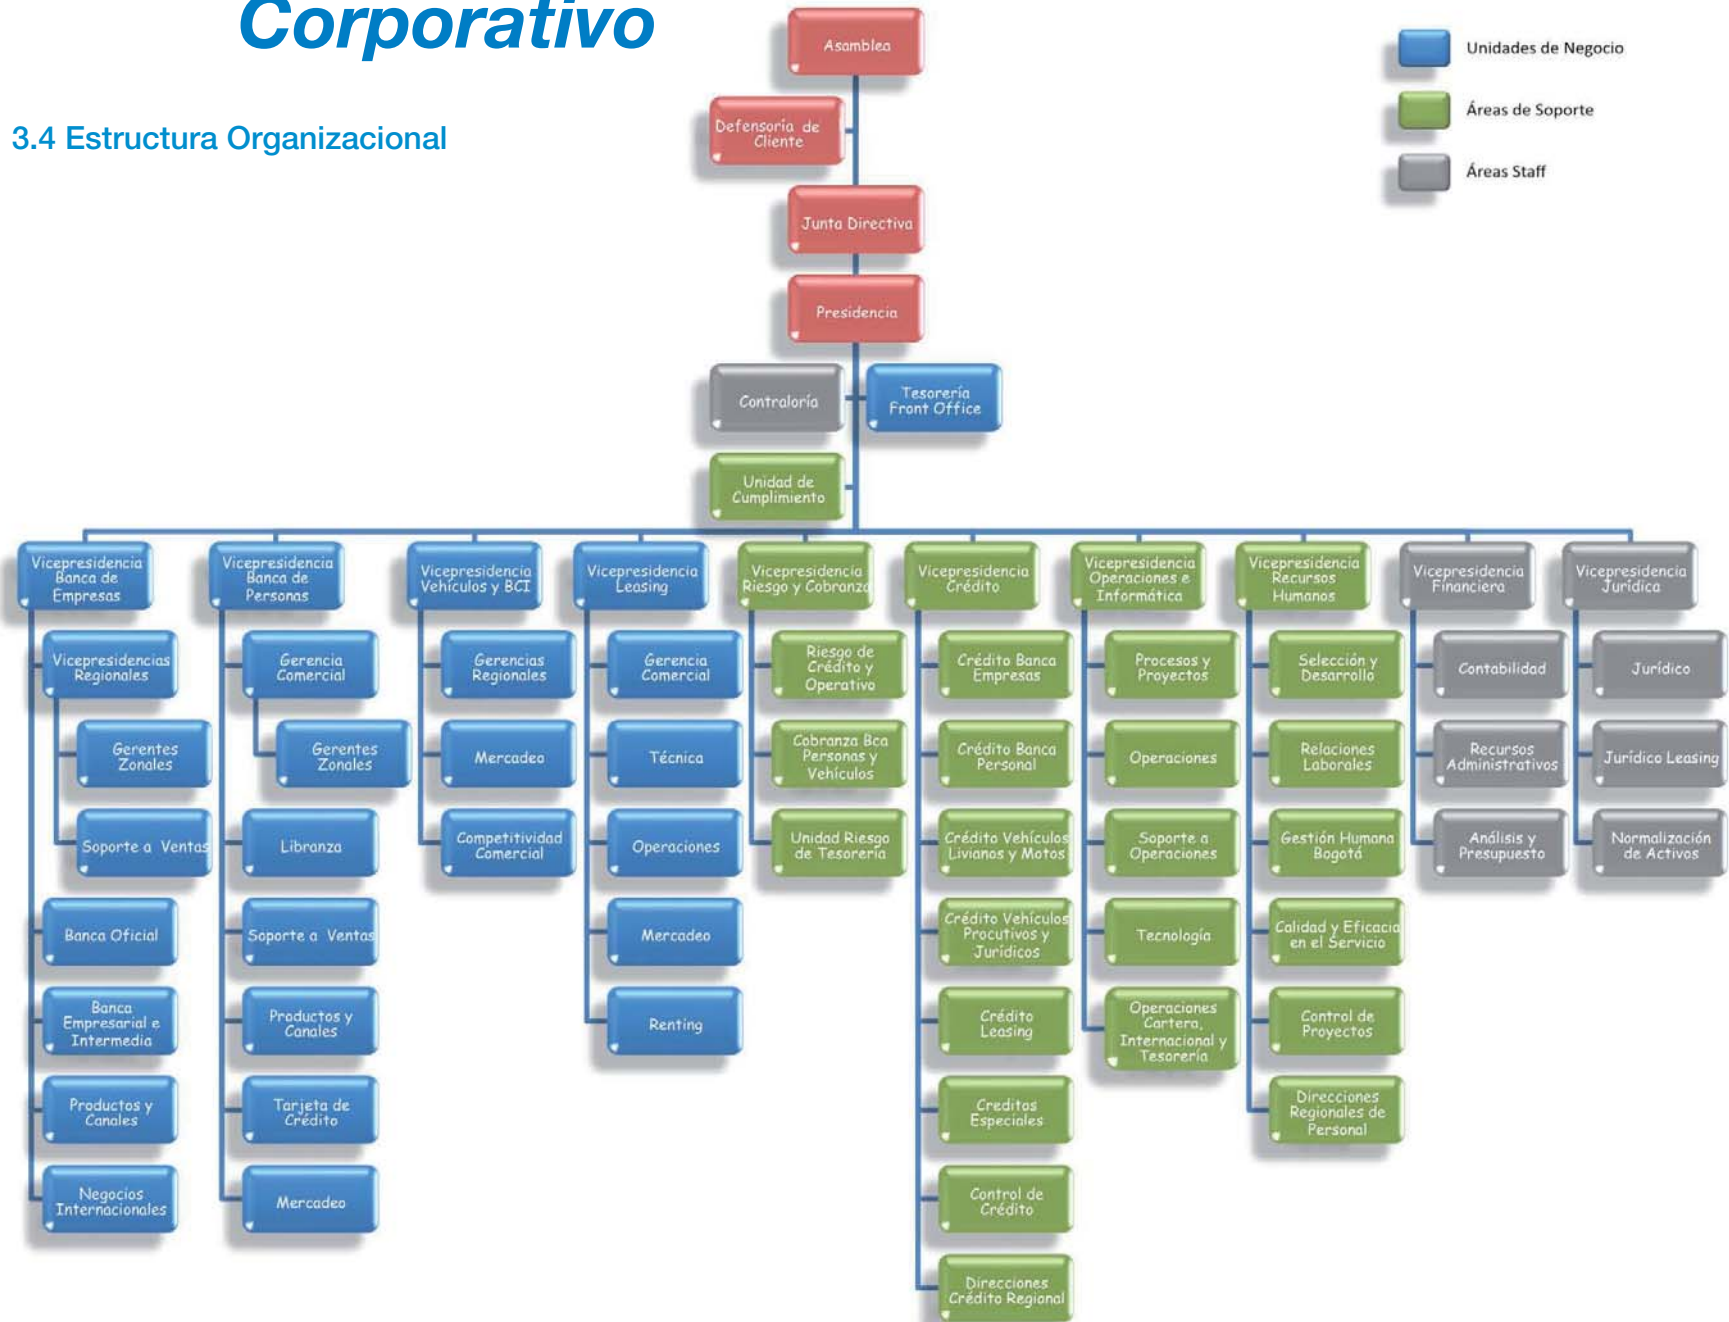 Corporativo
3.4 Estructura Organizacional
Unidades de Negocio
Áreas de Soporte
Áreas Staff
Asamblea
Defensoría de
Cliente
Junta Directiva
Presidencia
Contraloría
Tesorería
Front Office
Unidad de
Cumplimiento
Vicepresidencia
Banca de
Empresas
Vicepresidencias
Regionales
Gerentes
Zonales
Soporte a Ventas
Banca Oficial
Banca
Empresarial e
Intermedia
Productos y
Canales
Negocios
Internacionales
Vicepresidencia
Banca de
Personas
Gerencia
Comercial
Gerentes
Zonales
Libranza
Soporte a Ventas
Productos y
Canales
Tarjeta de
Crédito
Mercadeo
Vicepresidencia
Vehículos y BCI
Gerencias
Regionales
Mercadeo
Competitividad
Comercial
Vicepresidencia
Leasing
Gerencia
Comercial
Técnica
Operaciones
Mercadeo
Renting
Vicepresidencia
Riesgo y Cobranza
Riesgo de
Crédito y
Operativo
Cobranza Bca
Personas y
Vehículos
Unidad Riesgo
de Tesorería
Vicepresidencia
Crédito
Crédito Banca
Empresas
Crédito Banca
Personal
Crédito Vehículos
Livianos y Motos
Crédito Vehículos
Procutivos y
Jurídicos
Crédito
Leasing
Creditos
Especiales
Control de
Crédito
Direcciones
Crédito Regional
Vicepresidencia
Operaciones e
Informática
Procesos y
Proyectos
Operaciones
Soporte a
Operaciones
Tecnología
Operaciones
Cartera,
Internacional y
Tesorería
Vicepresidencia
Recursos
Humanos
Selección y
Desarrollo
Relaciones
Laborales
Gestión Humana
Bogotá
Calidad y Eficacia
en el Servicio
Control de
Proyectos
Direcciones
Regionales de
Personal
Vicepresidencia
Financiera
Contabilidad
Recursos
Administrativos
Análisis y
Presupuesto
Vicepresidencia
Jurídica
Jurídico
Jurídico Leasing
Normalización
de Activos